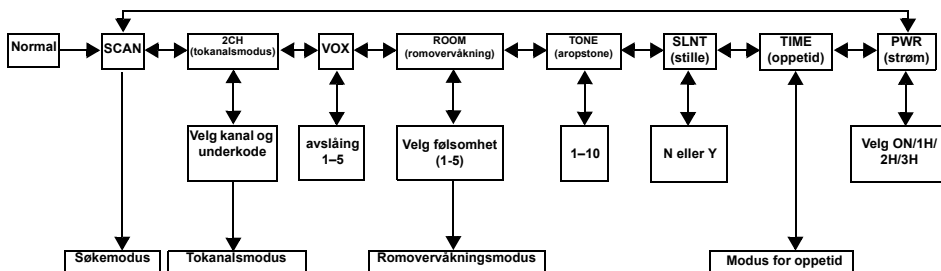 Normal
SCAN
2CH
(tokanalsmodus)
VOX
ROOM
(romovervåkning)
TONE
(aropstone)
SLNT
(stille)
TIME
(oppetid)
PWR
(strøm)
Velg kanal og
underkode
avslåing
1–5
Velg følsomhet
(1-5)
1–10
N eller Y
Velg ON/1H/
2H/3H
Søkemodus
Tokanalsmodus
Romovervåkningsmodus
Modus for oppetid